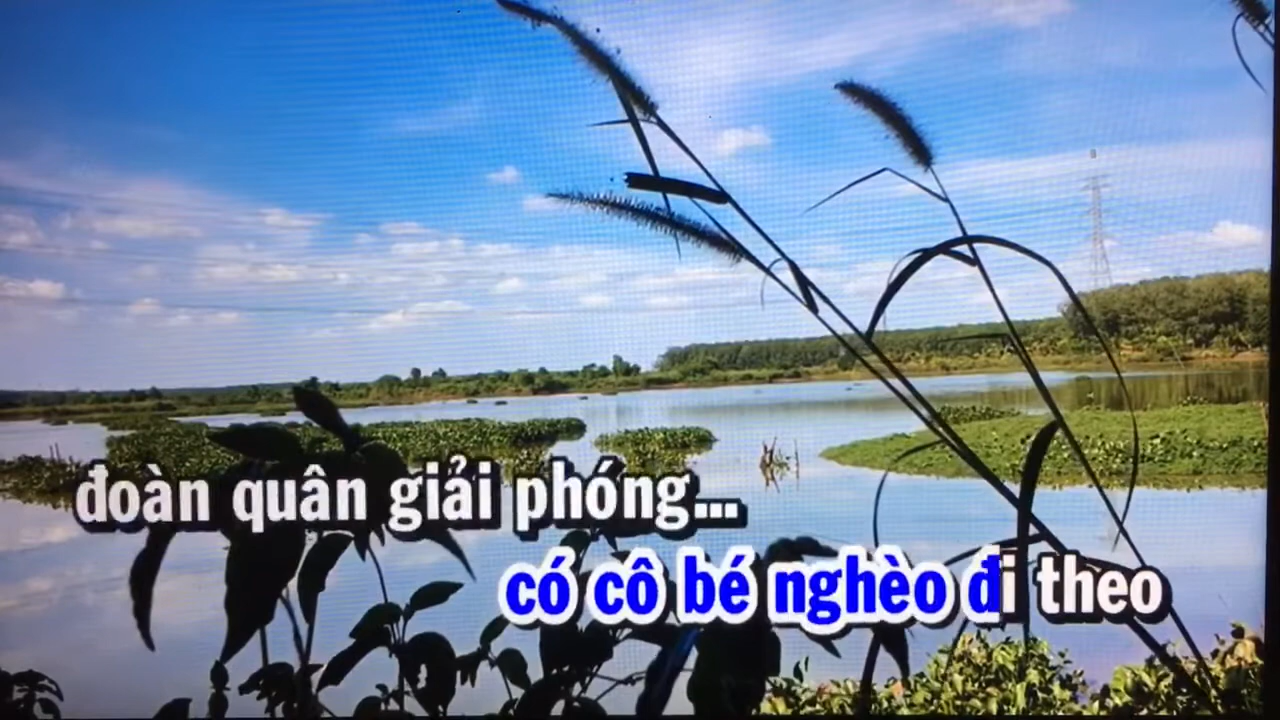 đoàn quân giải phóng...
có cô bé nghèo đi theo